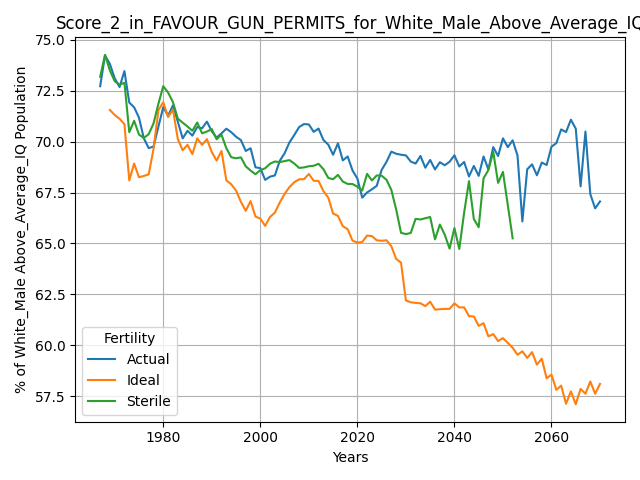 Score_2_in_FAVOUR_GUN_PERMITS_for_White_Male_Above_Average_IQ
% of White_Male Above_Average_IQ Population
75.0
72.5
70.0
67.5
65.0
62.5
60.0
57.5
Fertility
Actual
Ideal
Sterile
1980
2000
2020
2040
2060
Years